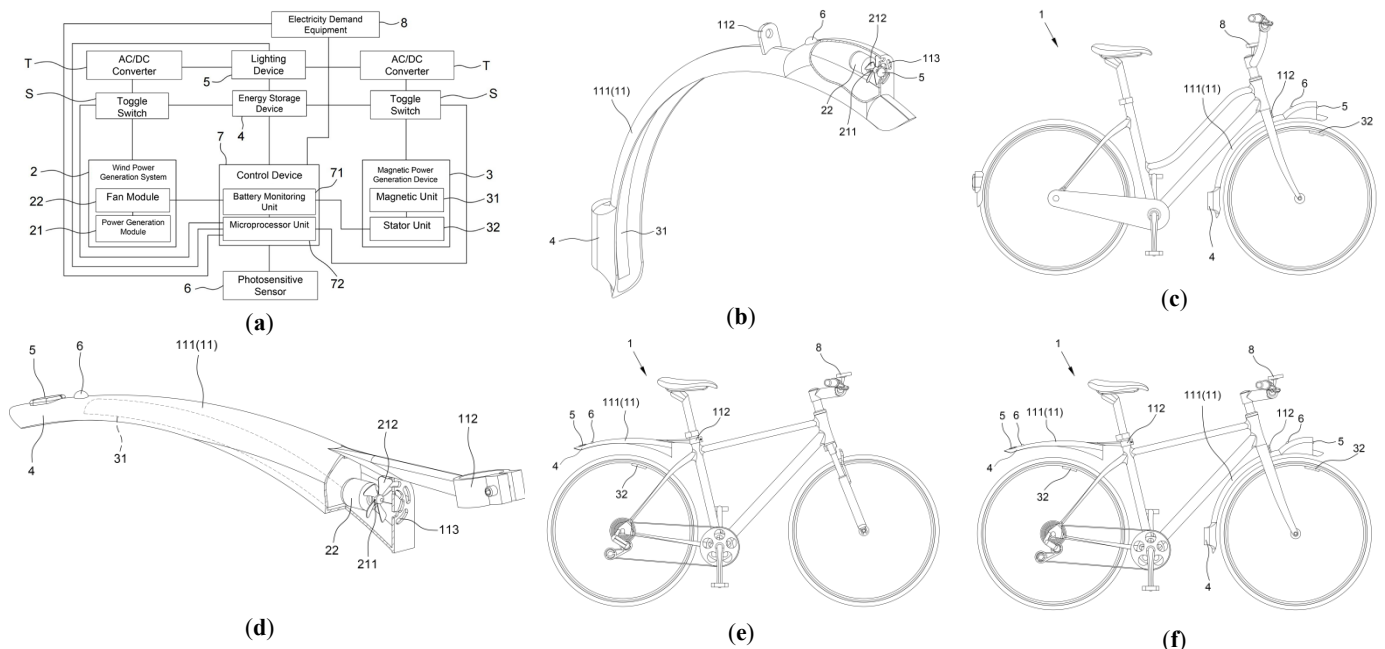 Electricity Demand
Equipment
8
T
AC/DC
Converter
Lighting
Device
5
AC/DC
Converter
T
S
Toggle
Switch
Energy Storage
Device
4
Toggle
Switch
S
2
Wind Power
Generation System
22
Fan Module
21
Power Generation
Module
7
Control Device
71
Battery Monitoring
Unit
Microprocessor Unit
72
Magnetic Power
Generation Device
3
Magnetic Unit
31
Stator Unit
32
6
Photosensitive
Sensor
(a)
112
6
212
113
5
111(11)
22
211
4
31
(b)
1
8
112
6
111(11)
5
32
4
(c)
111(11)
5
6
212
112
4
31
113
22
211
(d)
1
8
5
6
111(11)
112
4
32
(e)
1
8
5
6
111(11)
112
111(11)
112
6
5
4
32
32
4
(f)